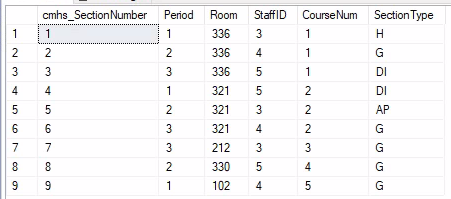 cmhs_SectionNumber Period Room StaffID CourseNum SectionType
1 1 1 336 3 1 H
2 2 2 336 4 1 G
3 3 3 336 5 1 DI
4 4 1 321 5 2 DI
5 5 2 321 3 2 AP
6 6 3 321 4 2 G
7 7 3 212 3 3 G
8 8 2 330 5 4 G
9 9 1 102 4 5 G